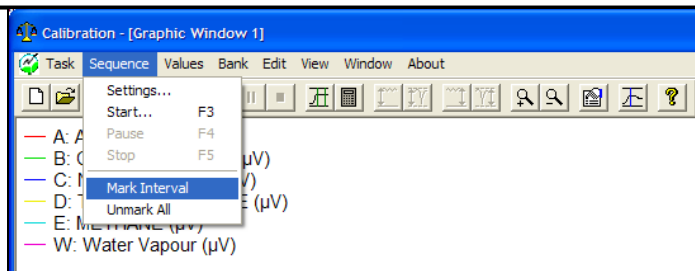 Calibration - [Graphic Window 1]
Task Sequence Values Bank Edit View Window About
Settings...
Start... F3
Pause F4
Stop F5
Mark Interval
Unmark All
A:
B: µV)
C: V)
D: E (µV)
E: METHANE (µV)
W: Water Vapour (µV)